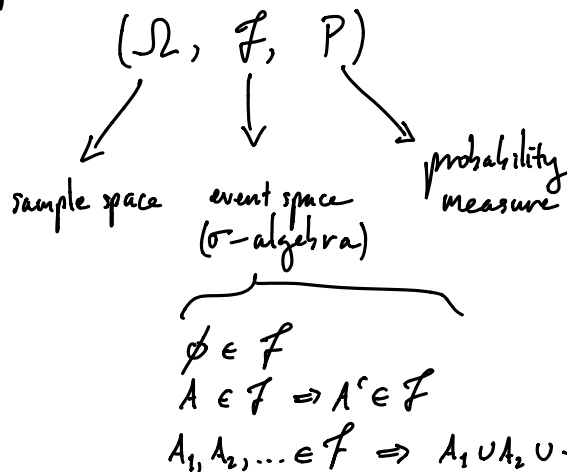 (Ω, ℱ, P)
sample space
event space
(σ-algebra)
probability
measure
∅ ∈ ℱ
A ∈ ℱ ⇒ Aᶜ ∈ ℱ
A₁, A₂, ... ∈ ℱ ⇒ A₁ ∪ A₂ ∪ .